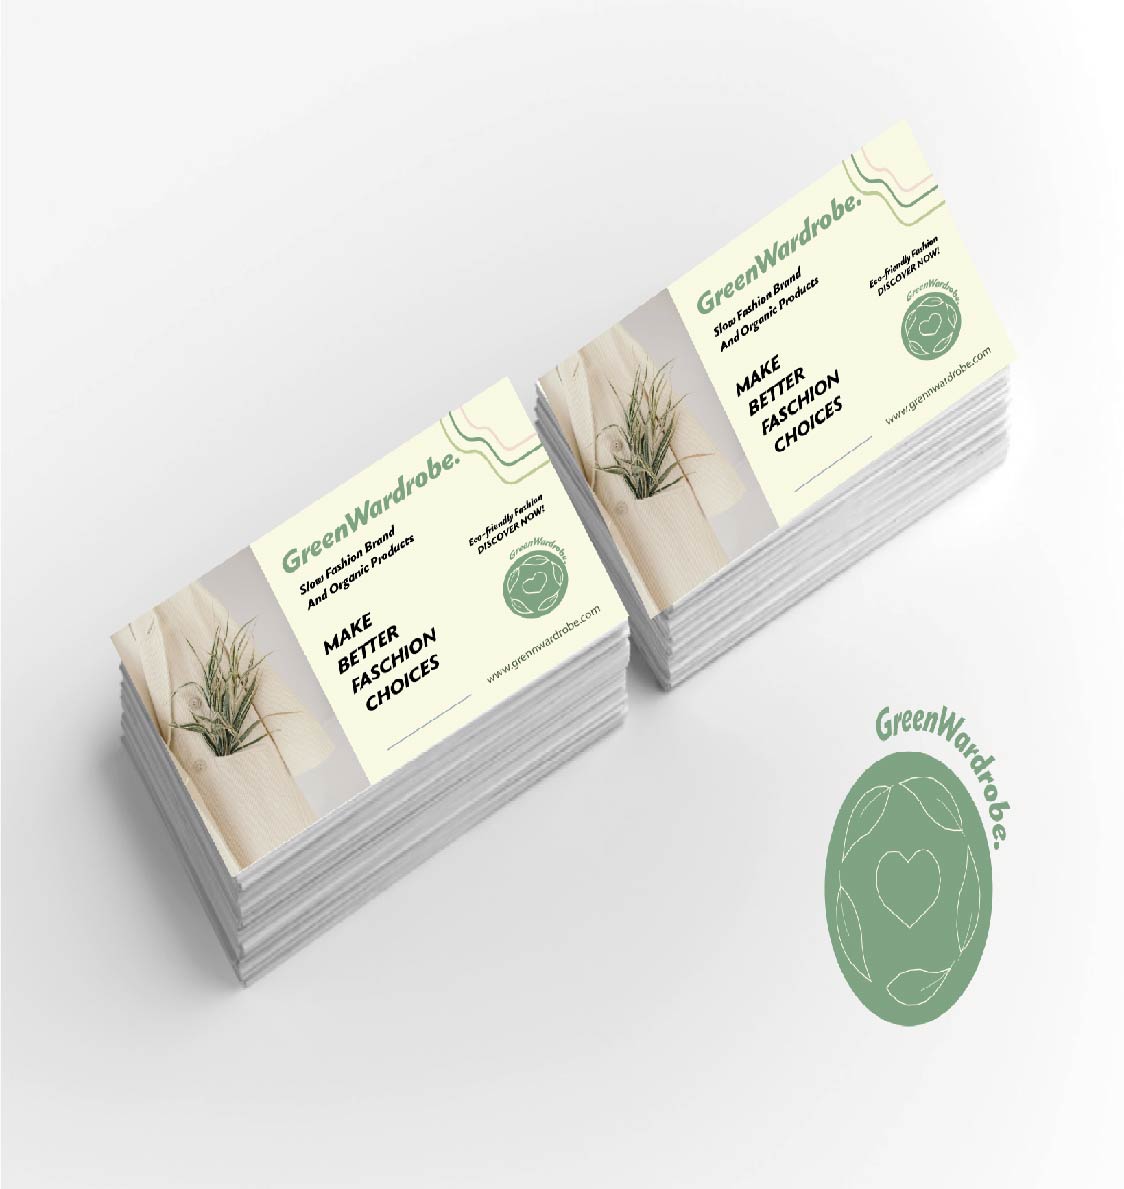 GreenWardrobe.
Slow Fashion Brand
And Organic Products
MAKE
BETTER
FASCHION
CHOICES
Eco-friendly Fashion
DISCOVER NOW!
GreenWardrobe.
www.grennwardrobe.com
GreenWardrobe.
Slow Fashion Brand
And Organic Products
MAKE
BETTER
FASCHION
CHOICES
Eco-friendly Fashion
DISCOVER NOW!
GreenWardrobe.
www.grennwardrobe.com
GreenWardrobe.